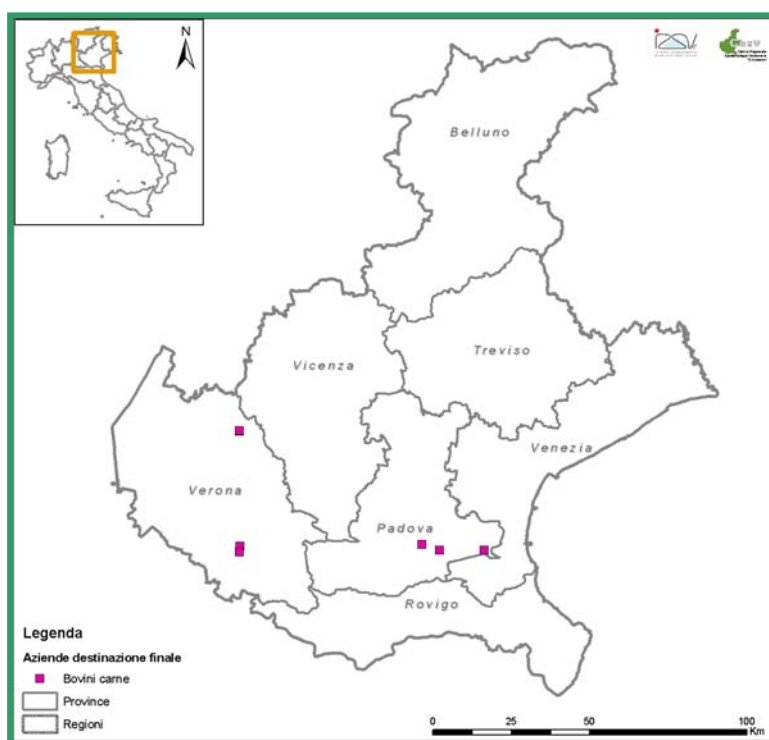 N
Belluno
Vicenza
Treviso
Venezia
Verona
Padova
Rovigo
Legenda
Aziende destinazione finale
Bovini carne
Province
Regioni
0 25 50 100
Km